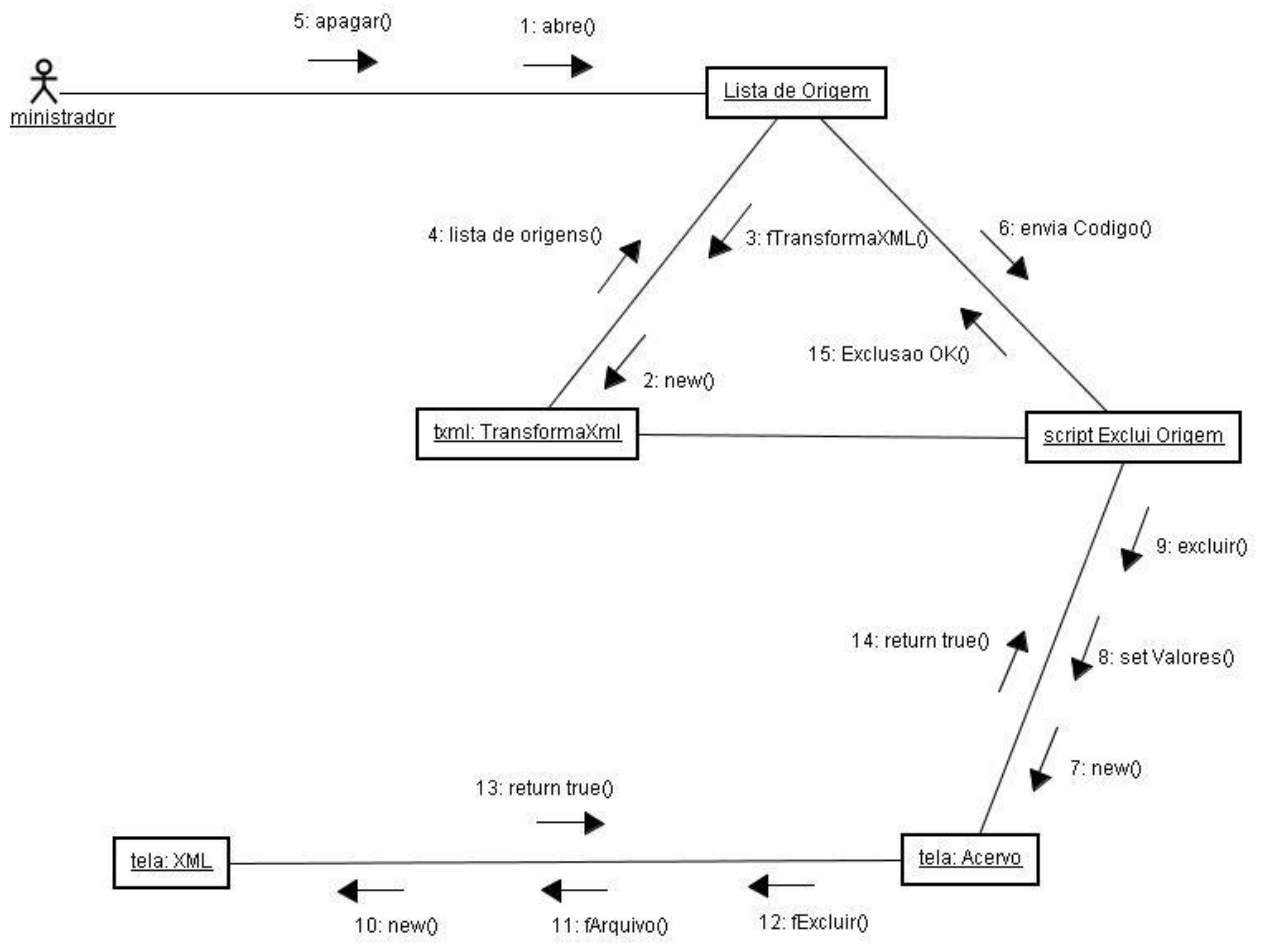 5: apagar()
1: abre()
ministrador
Lista de Origem
4: lista de origens()
3: fTransformaXML()
6: envia Codigo()
15: Exclusao OK()
2: new()
txml: TransformaXml
script Exclui Origem
9: excluir()
14: return true()
8: set Valores()
7: new()
13: return true()
tela: XML
tela: Acervo
10: new()
11: fArquivo()
12: fExcluir()